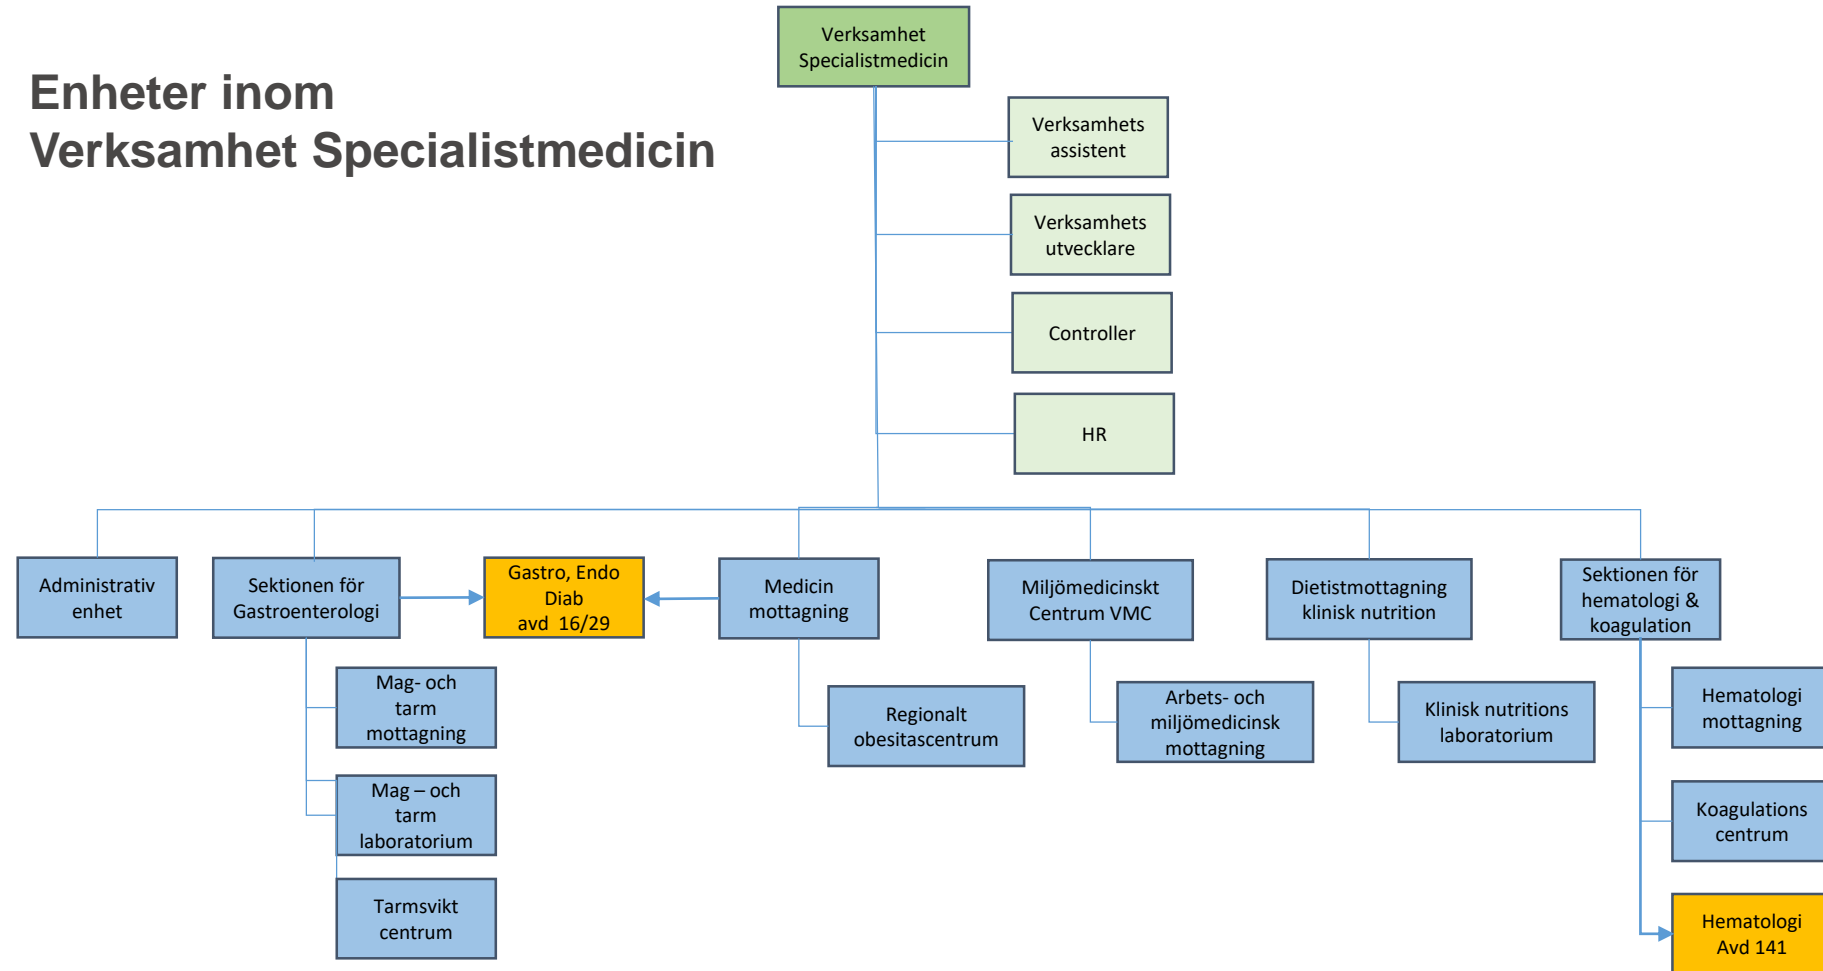 Enheter inom
Verksamhet Specialistmedicin
Verksamhet
Specialistmedicin
Verksamhets
assistent
Verksamhets
utvecklare
Controller
HR
Administrativ
enhet
Sektionen för
Gastroenterologi
Gastro, Endo
Diab
avd 16/29
Medicin
mottagning
Miljömedicinskt
Centrum VMC
Dietistmottagning
klinisk nutrition
Sektionen för
hematologi &
koagulation
Mag- och
tarm
mottagning
Mag – och
tarm
laboratorium
Tarmsvikt
centrum
Regionalt
obesitascentrum
Arbets- och
miljömedicinsk
mottagning
Klinisk nutritions
laboratorium
Hematologi
mottagning
Koagulations
centrum
Hematologi
Avd 141